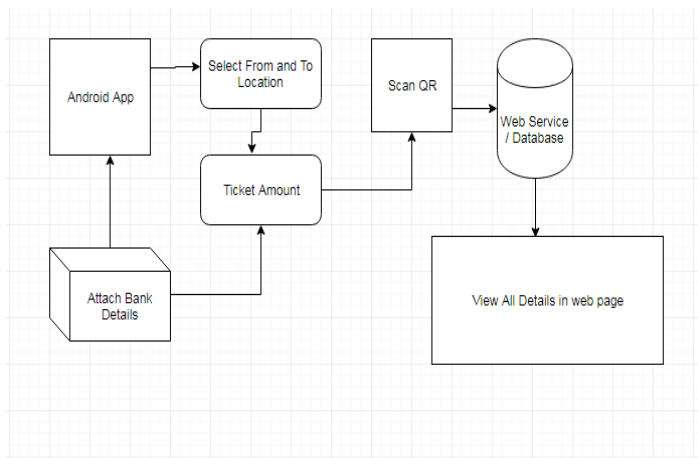 Android App
Select From and To
Location
Scan QR
Web Service
/ Database
Ticket Amount
Attach Bank
Details
View All Details in web page